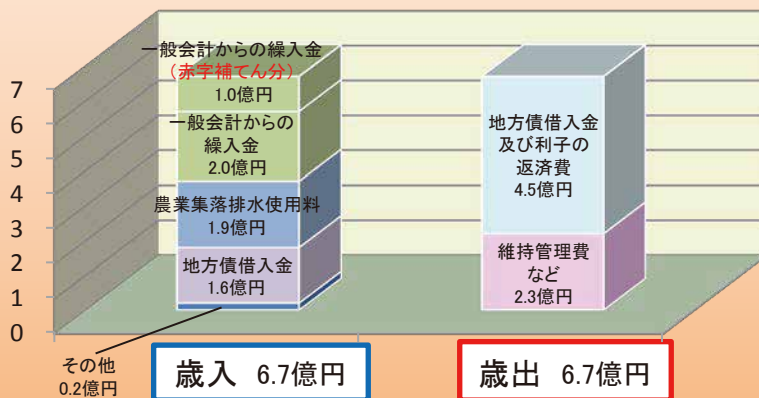 7
6
5
4
3
2
1
0
一般会計からの繰入金
(赤字補てん分)
1.0億円
一般会計からの
繰入金
2.0億円
農業集落排水使用料
1.9億円
地方債借入金
1.6億円
その他
0.2億円
地方債借入金
及び利子の
返済費
4.5億円
維持管理費
など
2.3億円
歳入 6.7億円
歳出 6.7億円